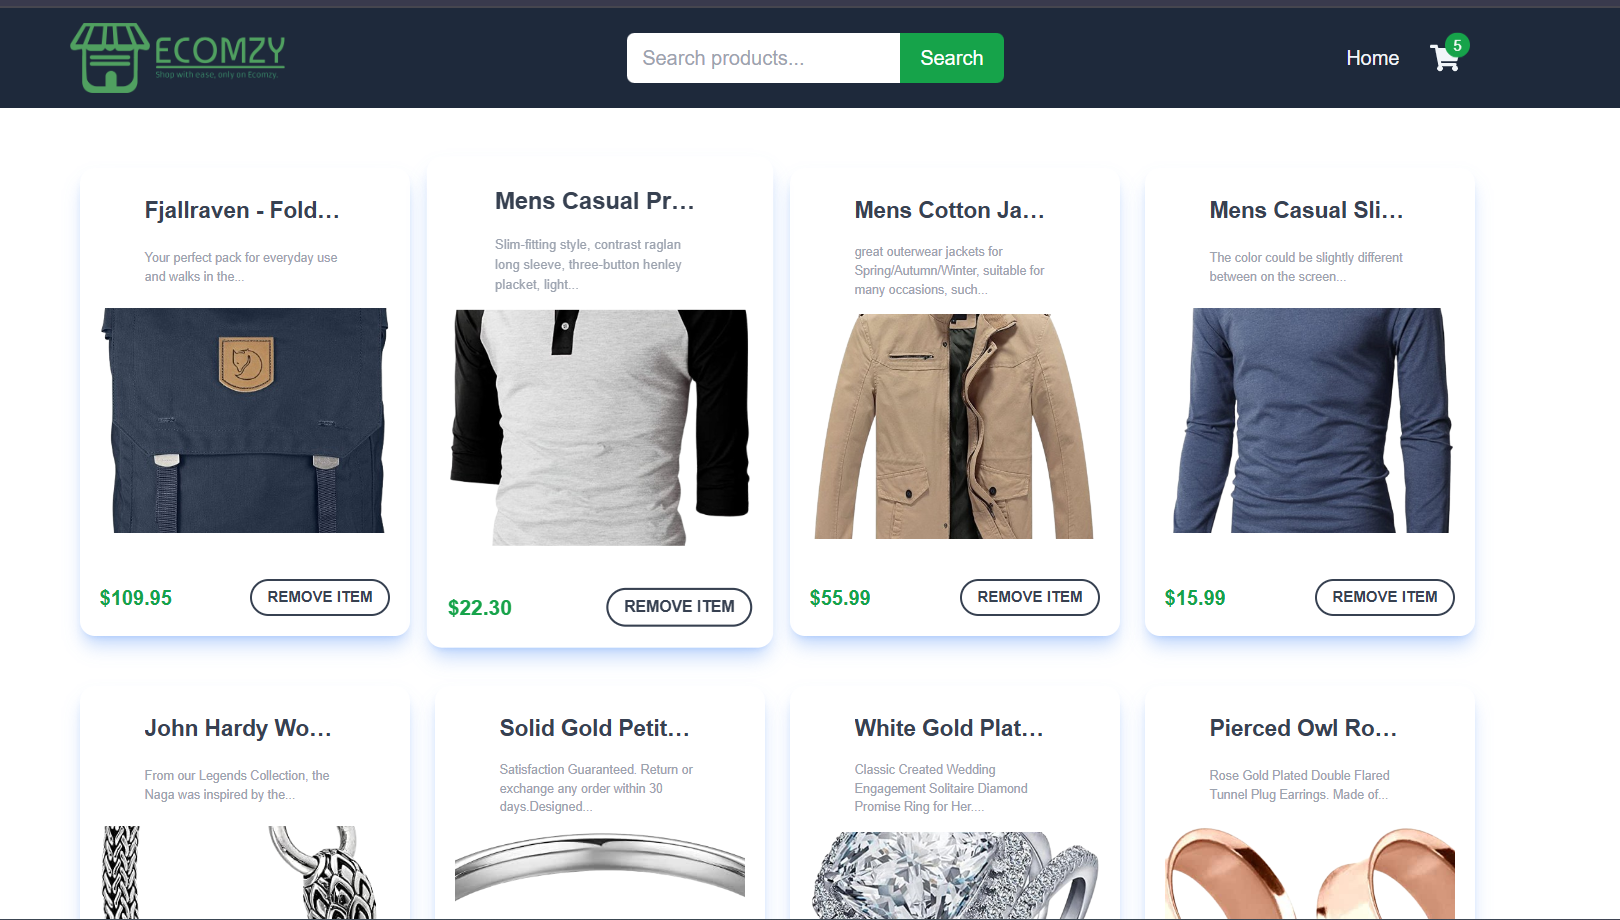 ECOMZY
Shop with ease, only on Ecomzy.
Search products...
Search
Home
5
Fjallraven - Fold...
Your perfect pack for everyday use
and walks in the...
$109.95
REMOVE ITEM
Mens Casual Pr...
Slim-fitting style, contrast raglan
long sleeve, three-button henley
placket, light...
$22.30
REMOVE ITEM
Mens Cotton Ja...
great outerwear jackets for
Spring/Autumn/Winter, suitable for
many occasions, such...
$55.99
REMOVE ITEM
Mens Casual Sli...
The color could be slightly different
between on the screen...
$15.99
REMOVE ITEM
John Hardy Wo...
From our Legends Collection, the
Naga was inspired by the...
Solid Gold Petit...
Satisfaction Guaranteed. Return or
exchange any order within 30
days.Designed...
White Gold Plat...
Classic Created Wedding
Engagement Solitaire Diamond
Promise Ring for Her....
Pierced Owl Ro...
Rose Gold Plated Double Flared
Tunnel Plug Earrings. Made of...